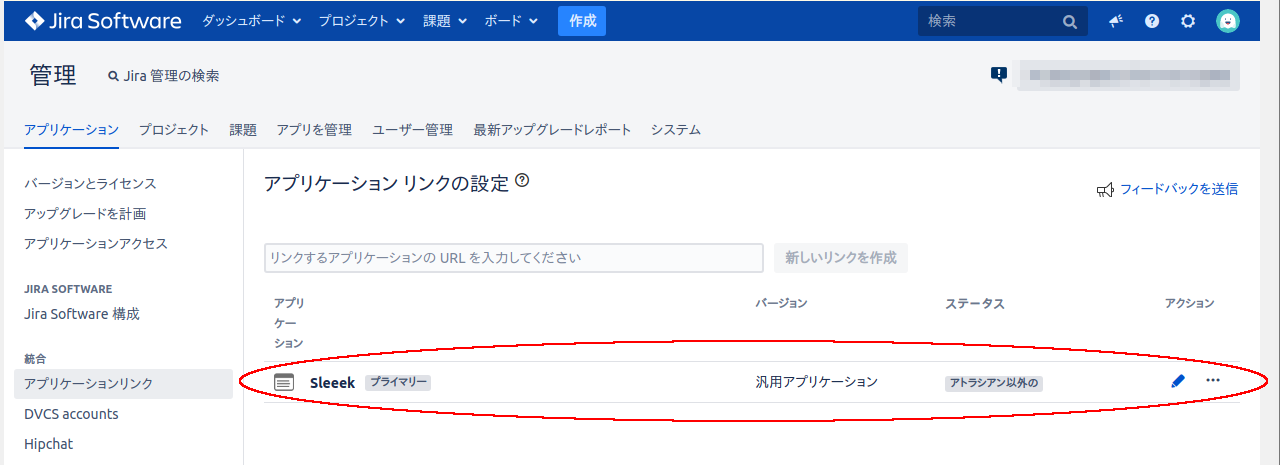 Jira Software ダッシュボード プロジェクト 課題 ボード 作成 検索
管理 Jira 管理の検索
アプリケーション プロジェクト 課題 アプリを管理 ユーザー管理 最新アップグレードレポート システム
バージョンとライセンス
アップグレードを計画
アプリケーションアクセス
JIRA SOFTWARE
Jira Software 構成
統合
アプリケーションリンク
DVCS accounts
Hipchat
アプリケーション リンクの設定
フィードバックを送信
リンクするアプリケーションの URL を入力してください 新しいリンクを作成
アプリ バージョン ステータス アクション
ケー
ション
Sleeek プライマリー 汎用アプリケーション アトラシアン以外の